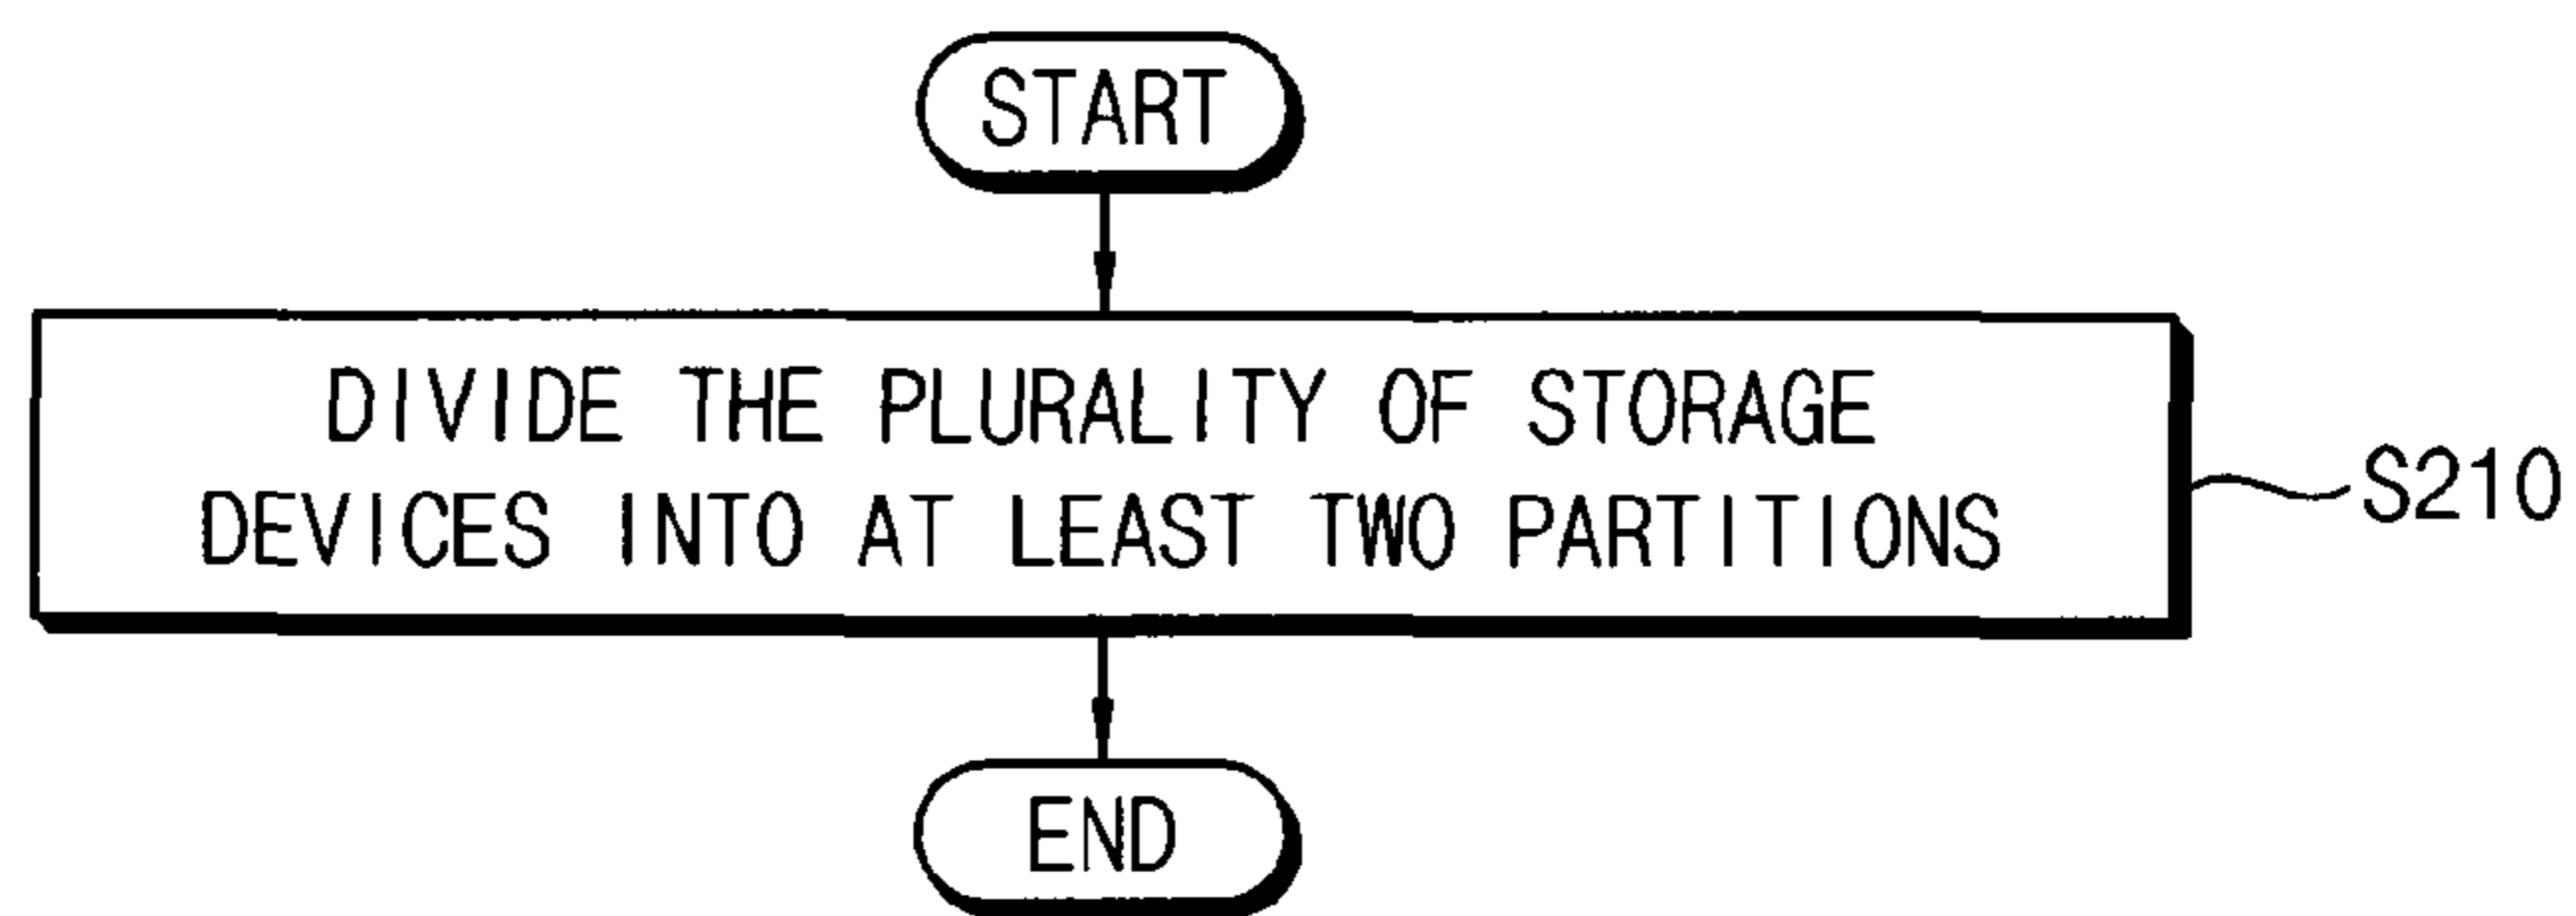 START
DIVIDE THE PLURALITY OF STORAGE
DEVICES INTO AT LEAST TWO PARTITIONS
S210
END